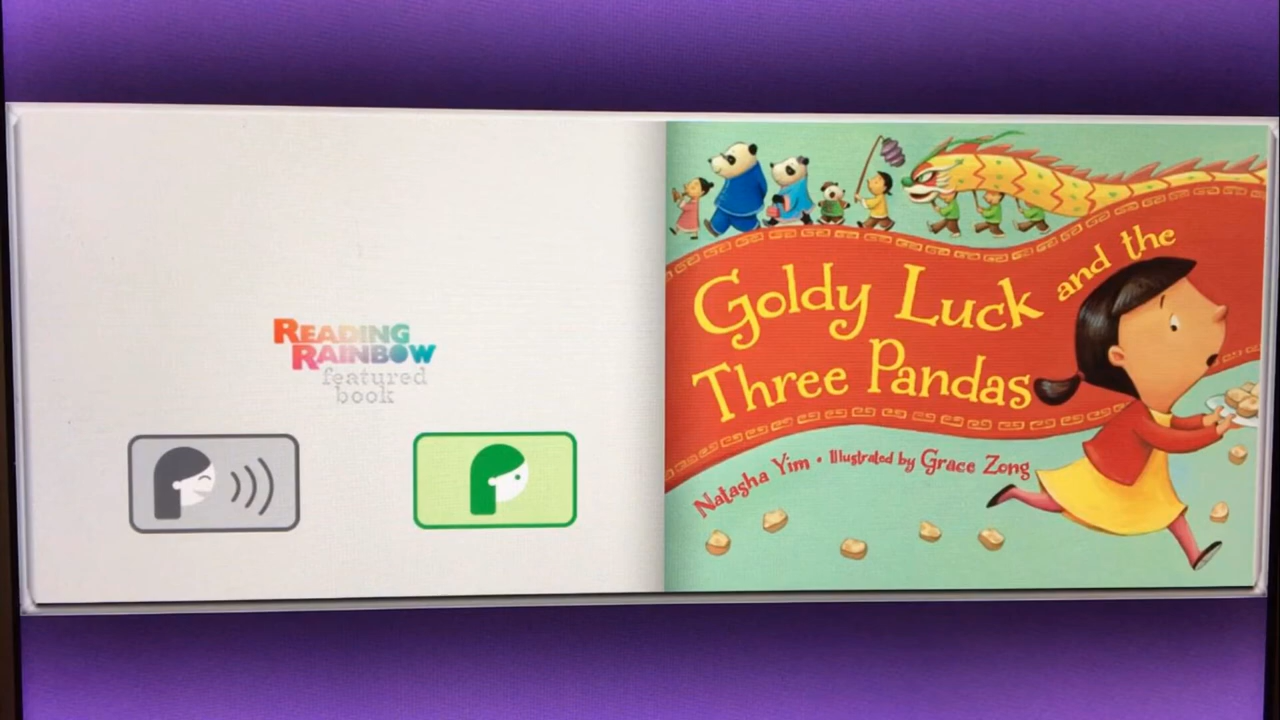 READING
RAINBOW
featured
book
Goldy Luck and the
Three Pandas
Natasha Yim • Illustrated by Grace Zong